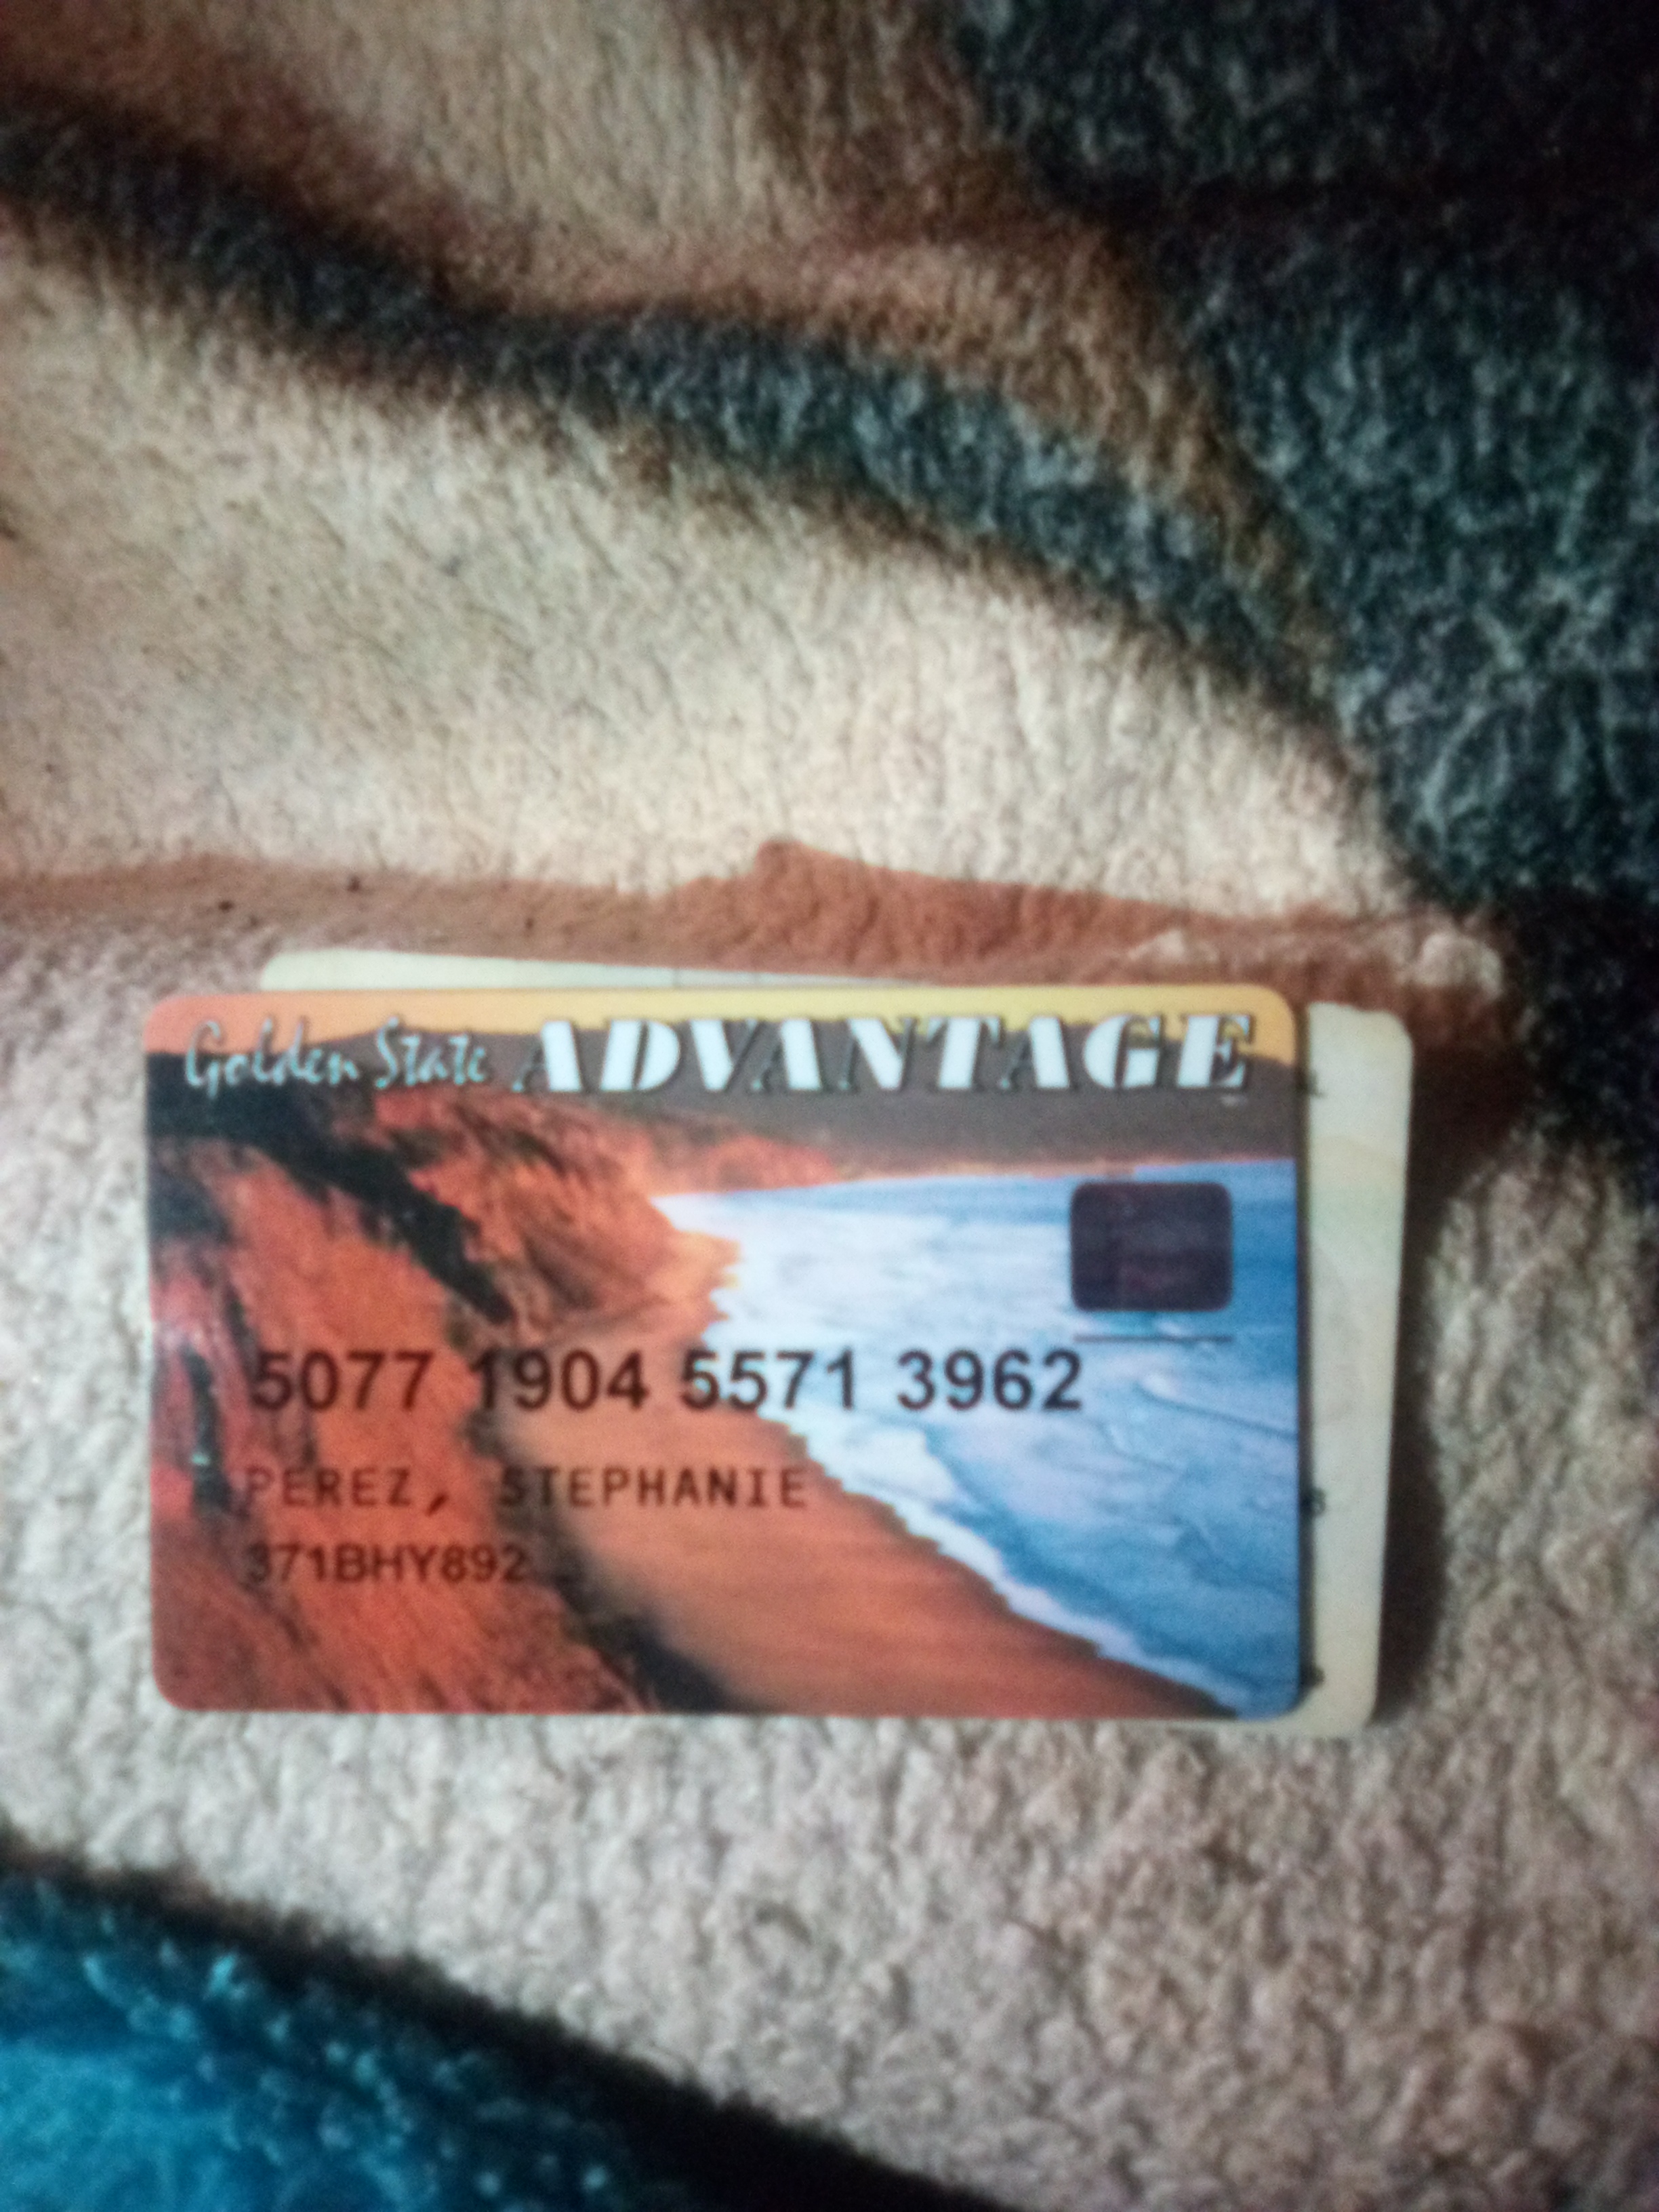 Golden State ADVANTAGE
5077 1904 5571 3962
PEREZ, STEPHANIE
371BHY892